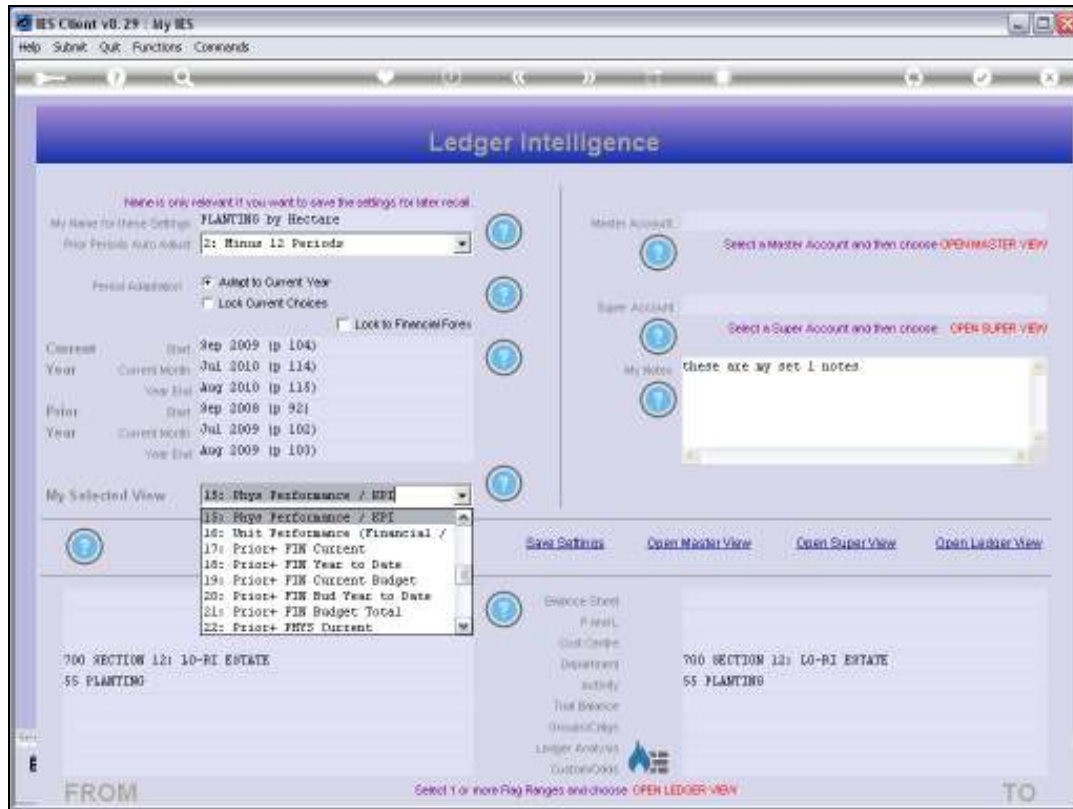 IES Client v8.29 : My IES
Help Submit Quit Functions Commands
Ledger Intelligence
Name is only relevant if you want to save the settings for later recall.
My Name for these Settings
PLANTING by Hectare
Prior Periods Auto Adjust
2: Minus 12 Periods
Period Adaptation
Adapt to Current Year
Lock Current Choices
Lock to Financial Forex
Current Year
Start Sep 2009 (p 104)
Current Month Jul 2010 (p 114)
Year End Aug 2010 (p 115)
Prior Year
Start Sep 2008 (p 92)
Current Month Jul 2009 (p 102)
Year End Aug 2009 (p 103)
My Selected View
15: Phys Performance / KPI
15: Phys Performance / KPI
16: Unit Performance (Financial /
17: Prior+ FIN Current
18: Prior+ FIN Year to Date
19: Prior+ FIN Current Budget
20: Prior+ FIN Bud Year to Date
21: Prior+ FIN Budget Total
22: Prior+ PHYS Current
Master Account
Select a Master Account and then choose OPEN MASTER VIEW
Super Account
Select a Super Account and then choose OPEN SUPER VIEW
My Notes
these are my set 1 notes
Save Settings Open Master View Open Super View Open Ledger View
Balance Sheet
P and L
Cost Centre
700 SECTION 12: LO-RI ESTATE Department 700 SECTION 12: LO-RI ESTATE
55 PLANTING Activity 55 PLANTING
Trial Balance
Ledger Analysis
FROM
Select 1 or more Flag Ranges and choose OPEN LEDGER VIEW
TO